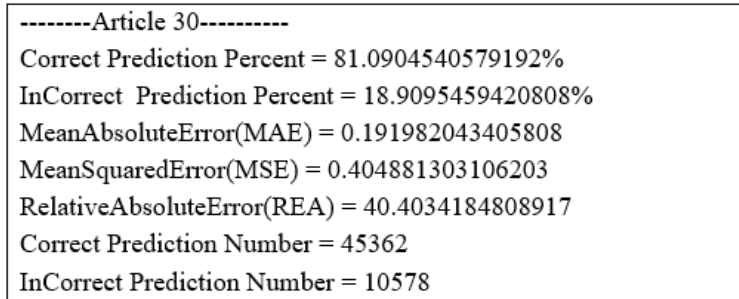 --------Article 30----------
Correct Prediction Percent = 81.0904540579192%
InCorrect  Prediction Percent = 18.9095459420808%
MeanAbsoluteError(MAE) = 0.191982043405808
MeanSquaredError(MSE) = 0.404881303106203
RelativeAbsoluteError(REA) = 40.4034184808917
Correct Prediction Number = 45362
InCorrect Prediction Number = 10578